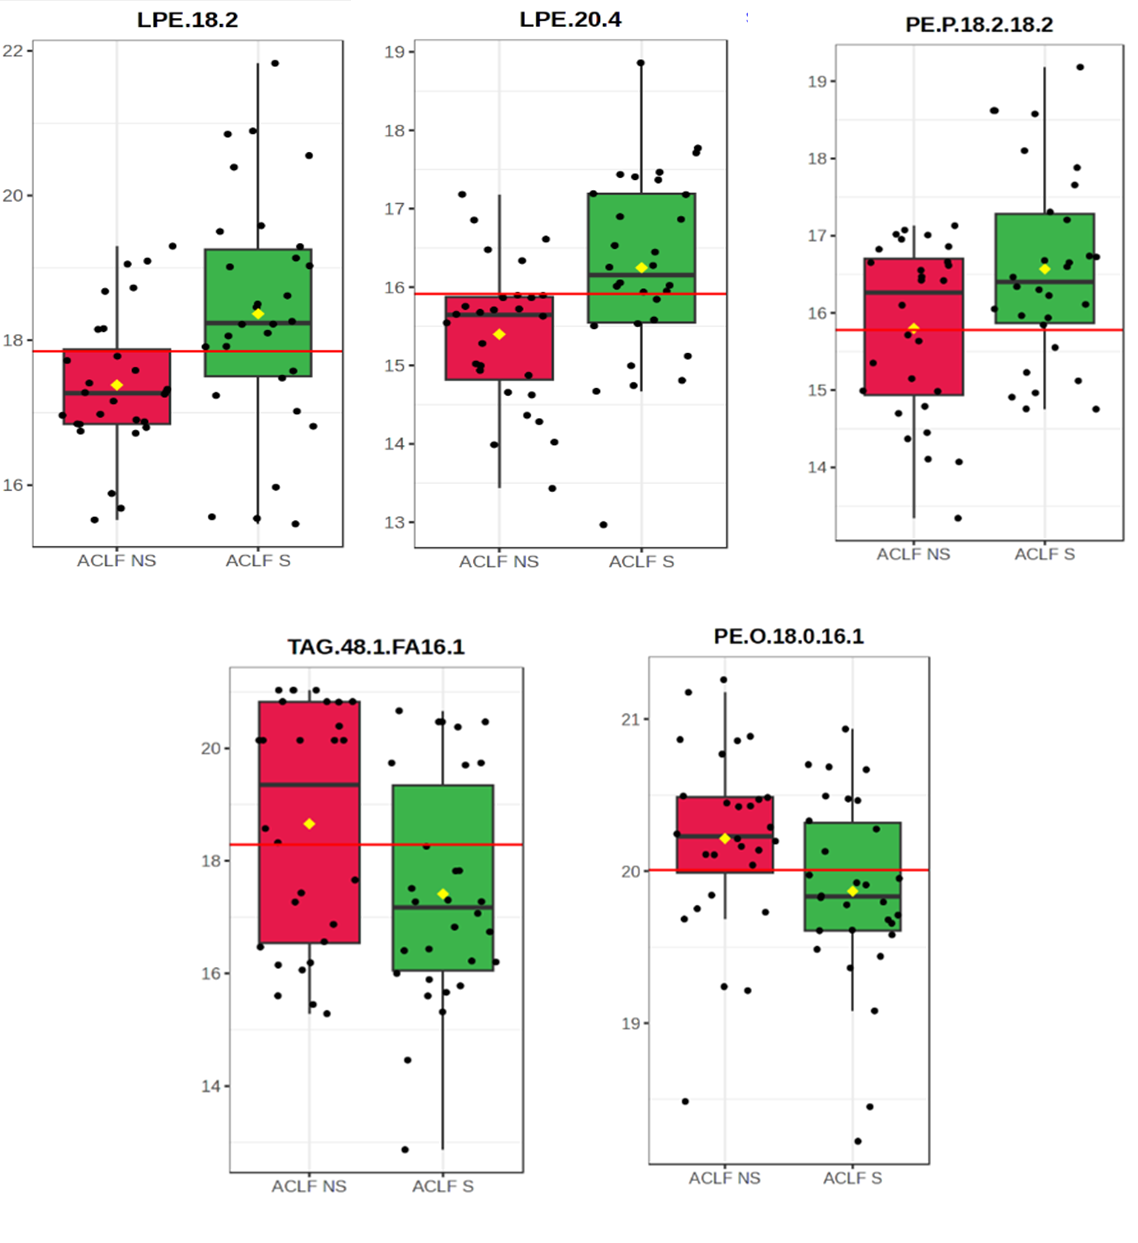 LPE.18.2
22
20
18
16
ACLF NS ACLF S
LPE.20.4
19
18
17
16
15
14
13
ACLF NS ACLF S
PE.P.18.2.18.2
19
18
17
16
15
14
ACLF NS ACLF S
TAG.48.1.FA16.1
20
18
16
14
ACLF NS ACLF S
PE.O.18.0.16.1
21
20
19
ACLF NS ACLF S